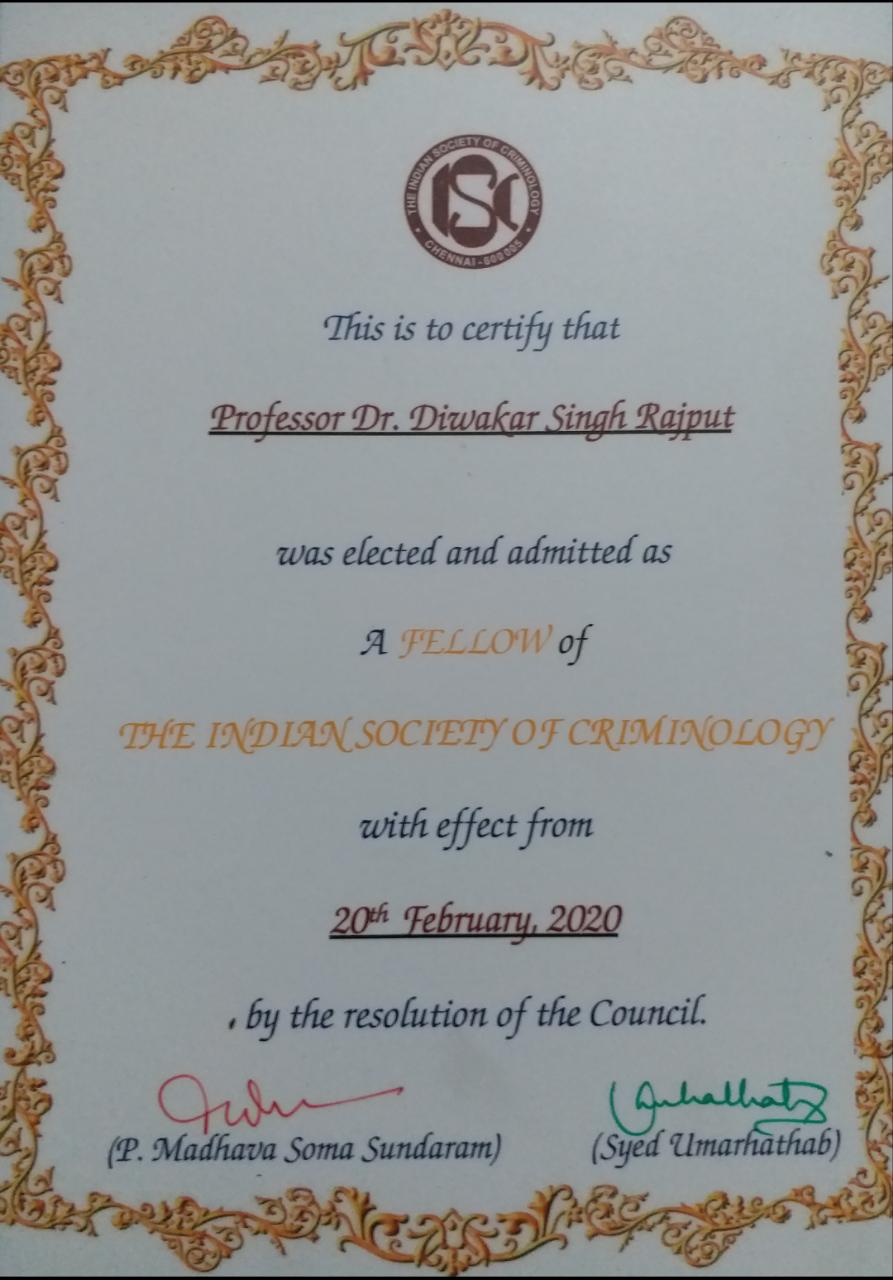 THE INDIAN SOCIETY OF CRIMINOLOGY
ISC
CHENNAI - 600 005
This is to certify that
Professor Dr. Diwakar Singh Rajput
was elected and admitted as
A FELLOW of
THE INDIAN SOCIETY OF CRIMINOLOGY
with effect from
20th February, 2020
by the resolution of the Council.
(P. Madhava Soma Sundaram) (Syed Umarhathab)